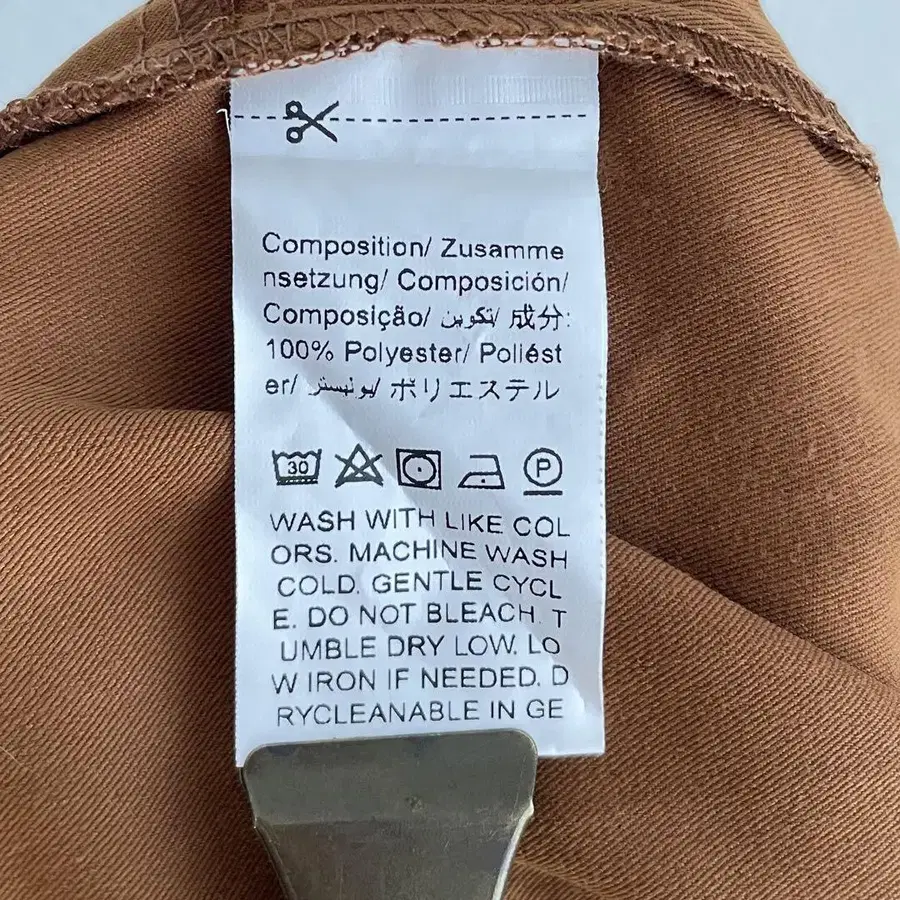 Composition/ Zusamme
nsetzung/ Composición/
Composição/ تكوين/ 成分:
100% Polyester/ Poliést
er/ بوليستر/ ポリエステル
30 P
WASH WITH LIKE COL
ORS. MACHINE WASH
COLD. GENTLE CYCL
E. DO NOT BLEACH. T
UMBLE DRY LOW. LO
W IRON IF NEEDED. D
RYCLEANABLE IN GE